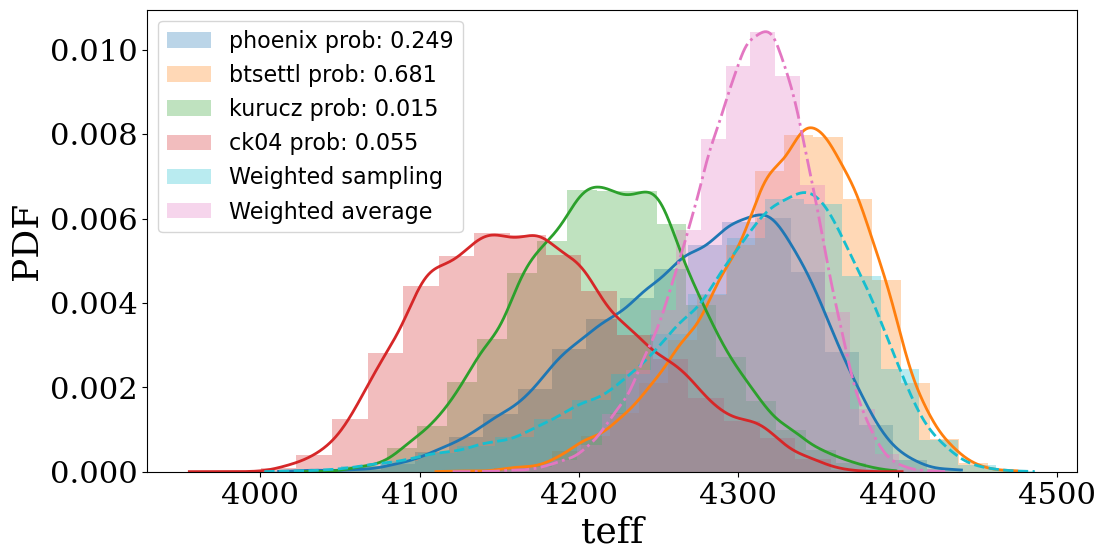 phoenix prob: 0.249
btsettl prob: 0.681
kurucz prob: 0.015
ck04 prob: 0.055
Weighted sampling
Weighted average
PDF
0.010
0.008
0.006
0.004
0.002
0.000
4000 4100 4200 4300 4400 4500
teff